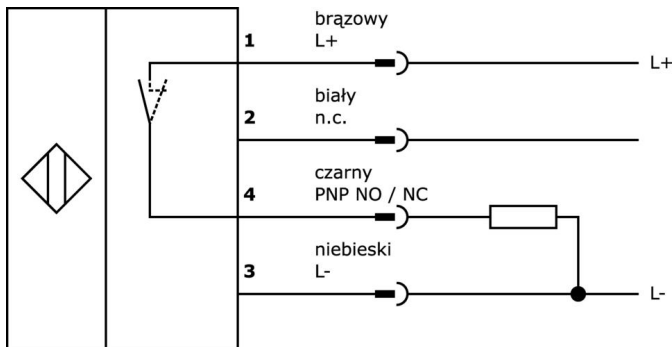 brązowy
1 L+ L+
biały
2 n.c.
czarny
4 PNP NO / NC
niebieski
3 L- L-